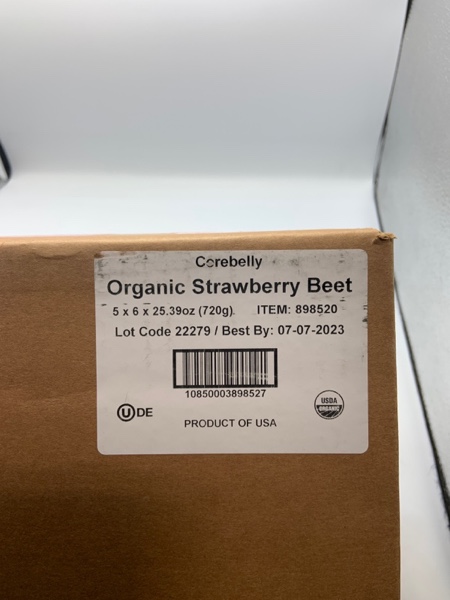 Cerebelly
Organic Strawberry Beet
5 x 6 x 25.39oz (720g). ITEM: 898520
Lot Code 22279 / Best By: 07-07-2023
10850003898527
U DE
USDA
ORGANIC
PRODUCT OF USA